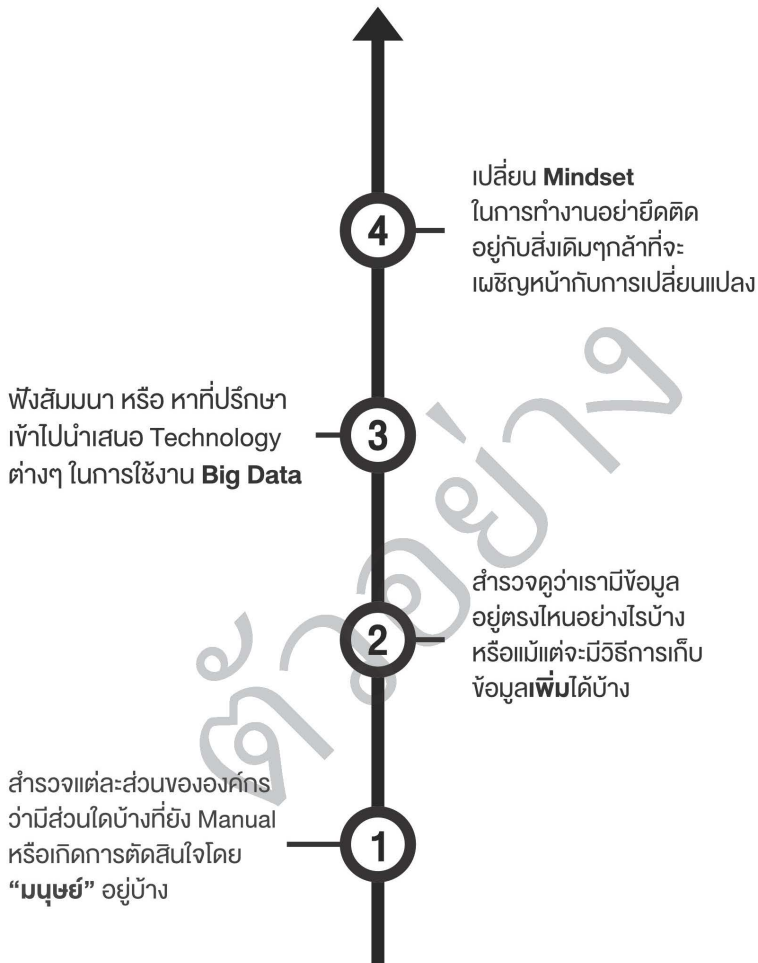 4
เปลี่ยน Mindset
ในการทำงานอย่ายึดติด
อยู่กับสิ่งเดิมๆกล้าที่จะ
เผชิญหน้ากับการเปลี่ยนแปลง
ฟังสัมมนา หรือ หาที่ปรึกษา
เข้าไปนำเสนอ Technology
ต่างๆ ในการใช้งาน Big Data
3
2
สำรวจดูว่าเรามีข้อมูล
อยู่ตรงไหนอย่างไรบ้าง
หรือแม้แต่จะมีวิธีการเก็บ
ข้อมูลเพิ่มได้บ้าง
สำรวจแต่ละส่วนขององค์กร
ว่ามีส่วนใดบ้างที่ยัง Manual
หรือเกิดการตัดสินใจโดย
“มนุษย์” อยู่บ้าง
1
ตัวอย่าง